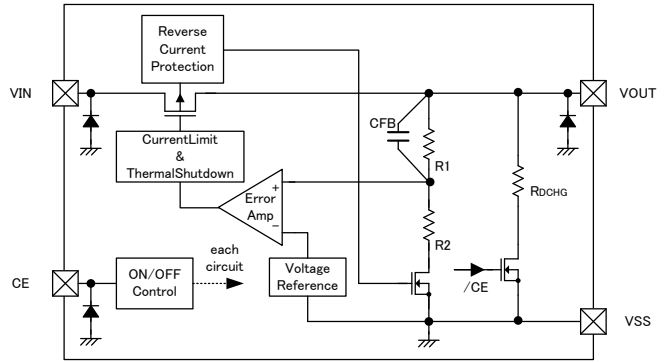 Reverse
Current
Protection
VIN
VOUT
CFB
CurrentLimit
&
ThermalShutdown
R1
RDCHG
+
Error
Amp
−
R2
each
circuit
CE
ON/OFF
Control
Voltage
Reference
/CE
VSS